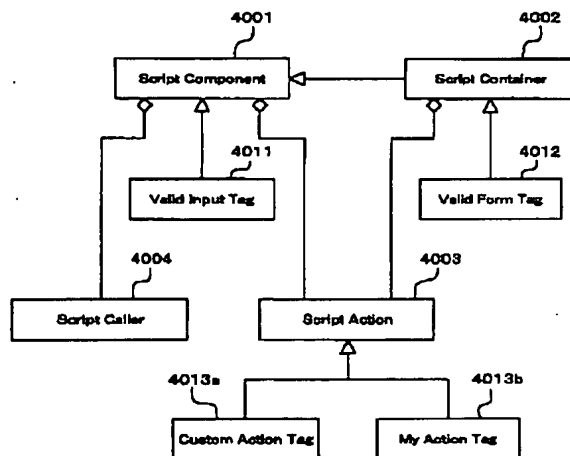 4001
4002
Script Component
Script Container
4011
4012
Valid Input Tag
Valid Form Tag
4004
4003
Script Caller
Script Action
4013a
4013b
Custom Action Tag
My Action Tag